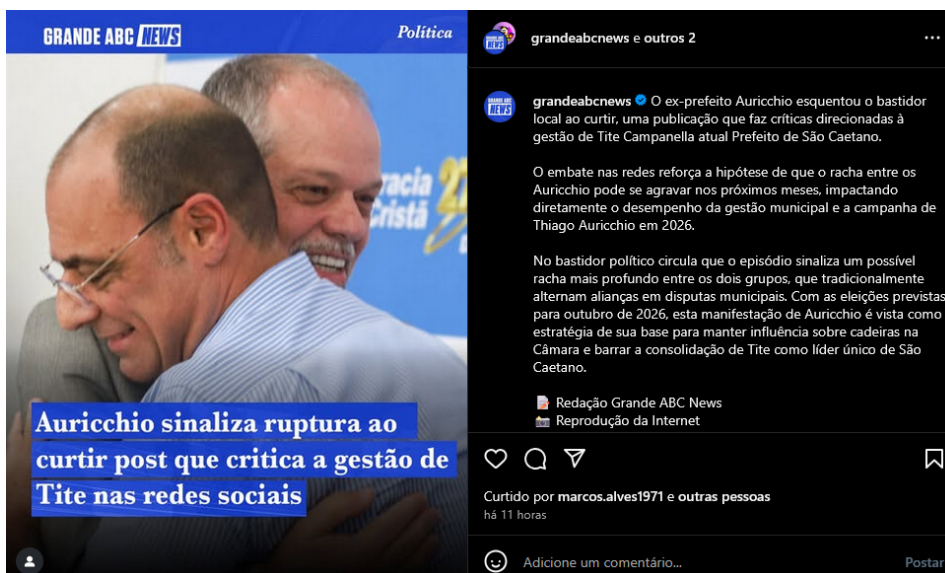 GRANDE ABC NEWS
Política
racia
Cristã
27
Auricchio sinaliza ruptura ao
curtir post que critica a gestão de
Tite nas redes sociais
grandeabcnews e outros 2
grandeabcnews O ex-prefeito Auricchio esquentou o bastidor
local ao curtir, uma publicação que faz críticas direcionadas à
gestão de Tite Campanella atual Prefeito de São Caetano.
O embate nas redes reforça a hipótese de que o racha entre os
Auricchio pode se agravar nos próximos meses, impactando
diretamente o desempenho da gestão municipal e a campanha de
Thiago Auricchio em 2026.
No bastidor político circula que o episódio sinaliza um possível
racha mais profundo entre os dois grupos, que tradicionalmente
alternam alianças em disputas municipais. Com as eleições previstas
para outubro de 2026, esta manifestação de Auricchio é vista como
estratégia de sua base para manter influência sobre cadeiras na
Câmara e barrar a consolidação de Tite como líder único de São
Caetano.
Redação Grande ABC News
Reprodução da Internet
Curtido por marcos.alves1971 e outras pessoas
há 11 horas
Adicione um comentário...
Postar